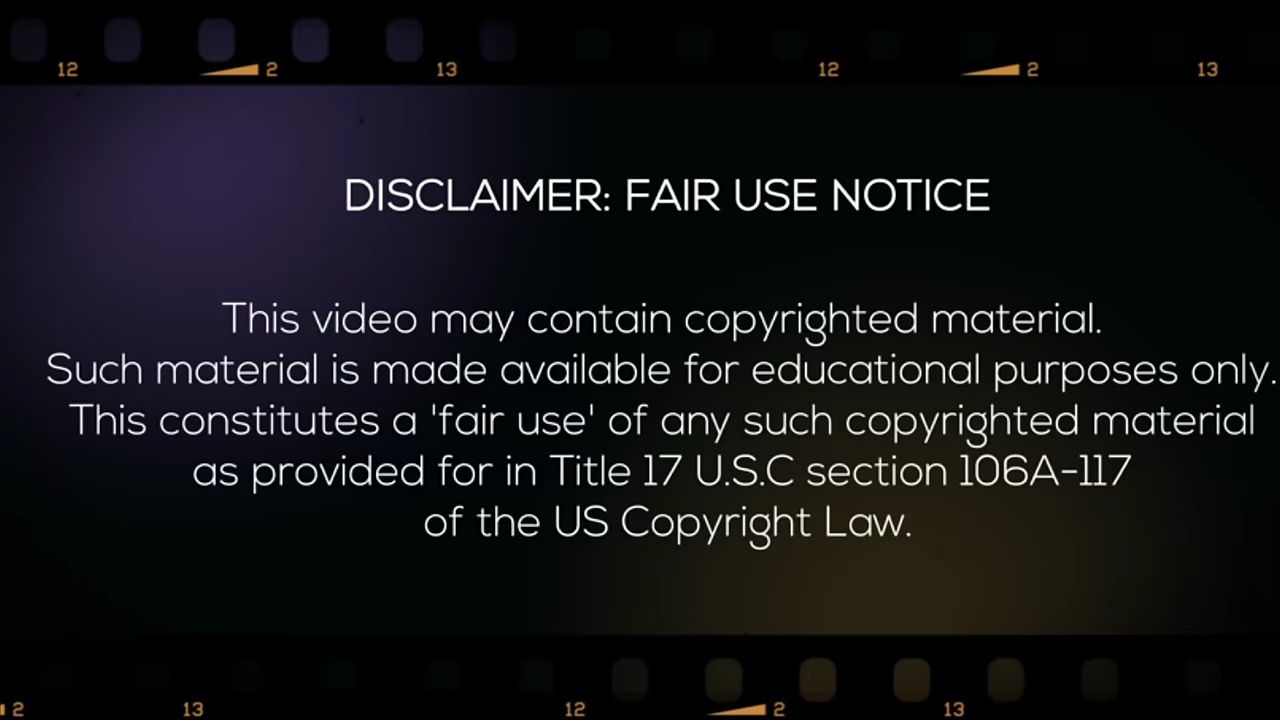 12 2 13 12 2 13
DISCLAIMER: FAIR USE NOTICE
This video may contain copyrighted material.
Such material is made available for educational purposes only.
This constitutes a 'fair use' of any such copyrighted material
as provided for in Title 17 U.S.C section 106A-117
of the US Copyright Law.
2 13 12 2 13